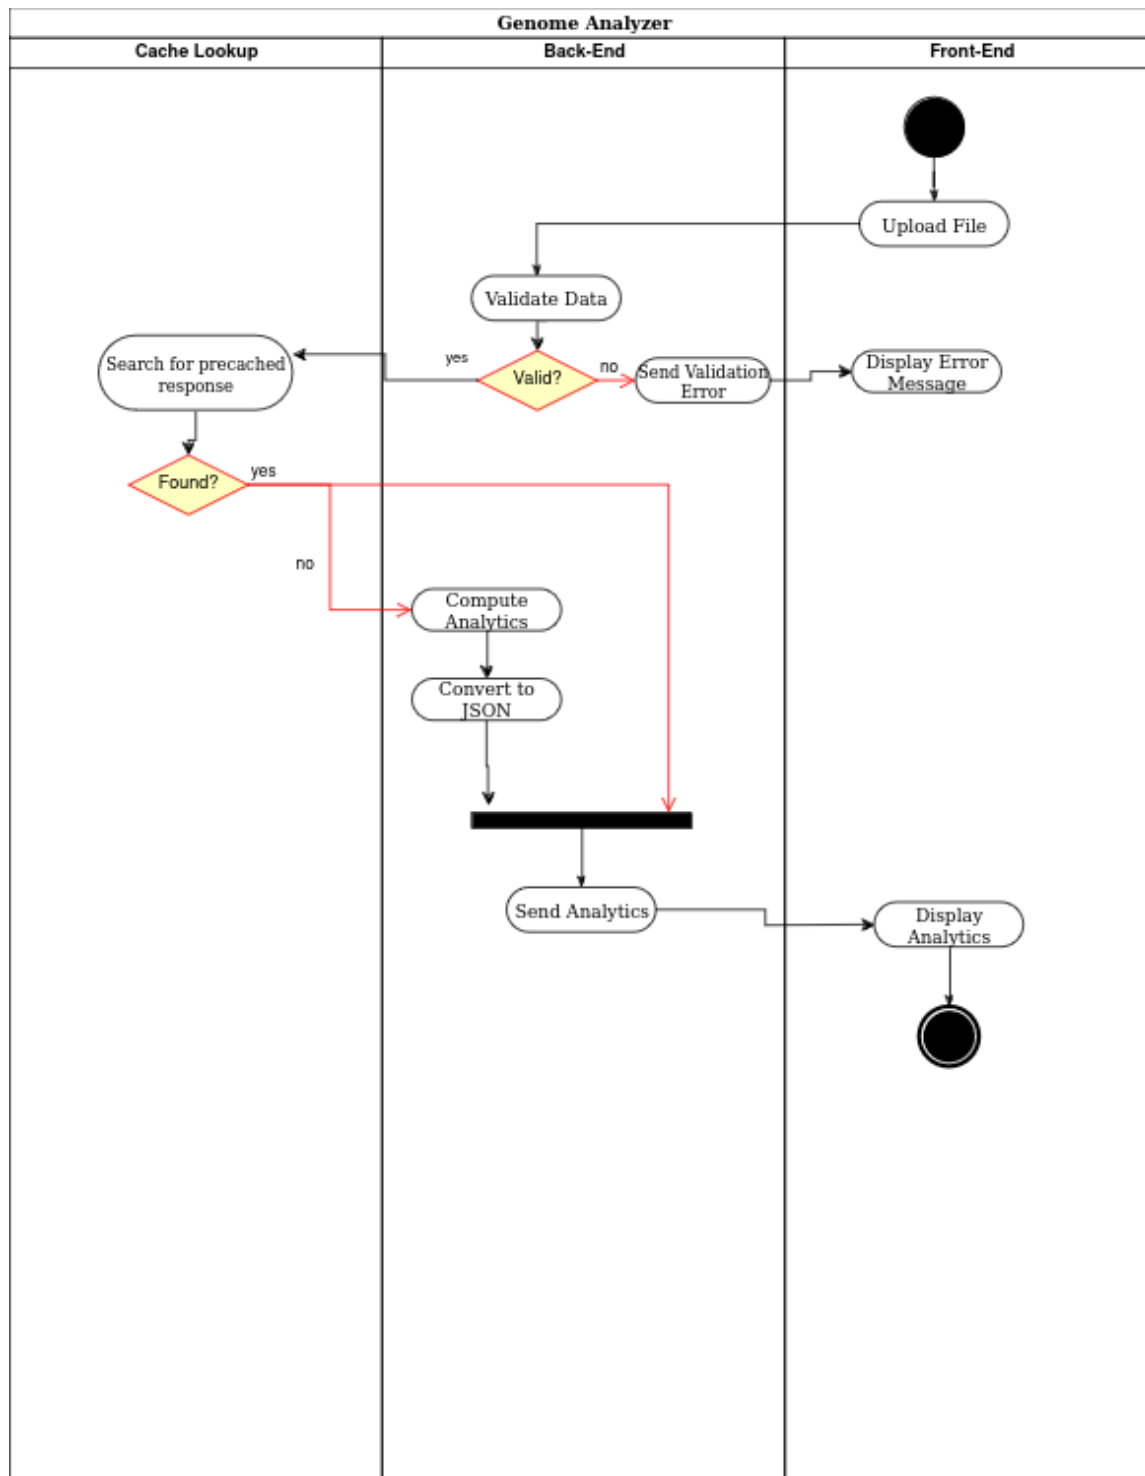 Genome Analyzer
Cache Lookup
Back-End
Front-End
Upload File
Validate Data
yes
Valid?
no
Send Validation
Error
Display Error
Message
Search for precached
response
Found?
yes
no
Compute
Analytics
Convert to
JSON
Send Analytics
Display
Analytics